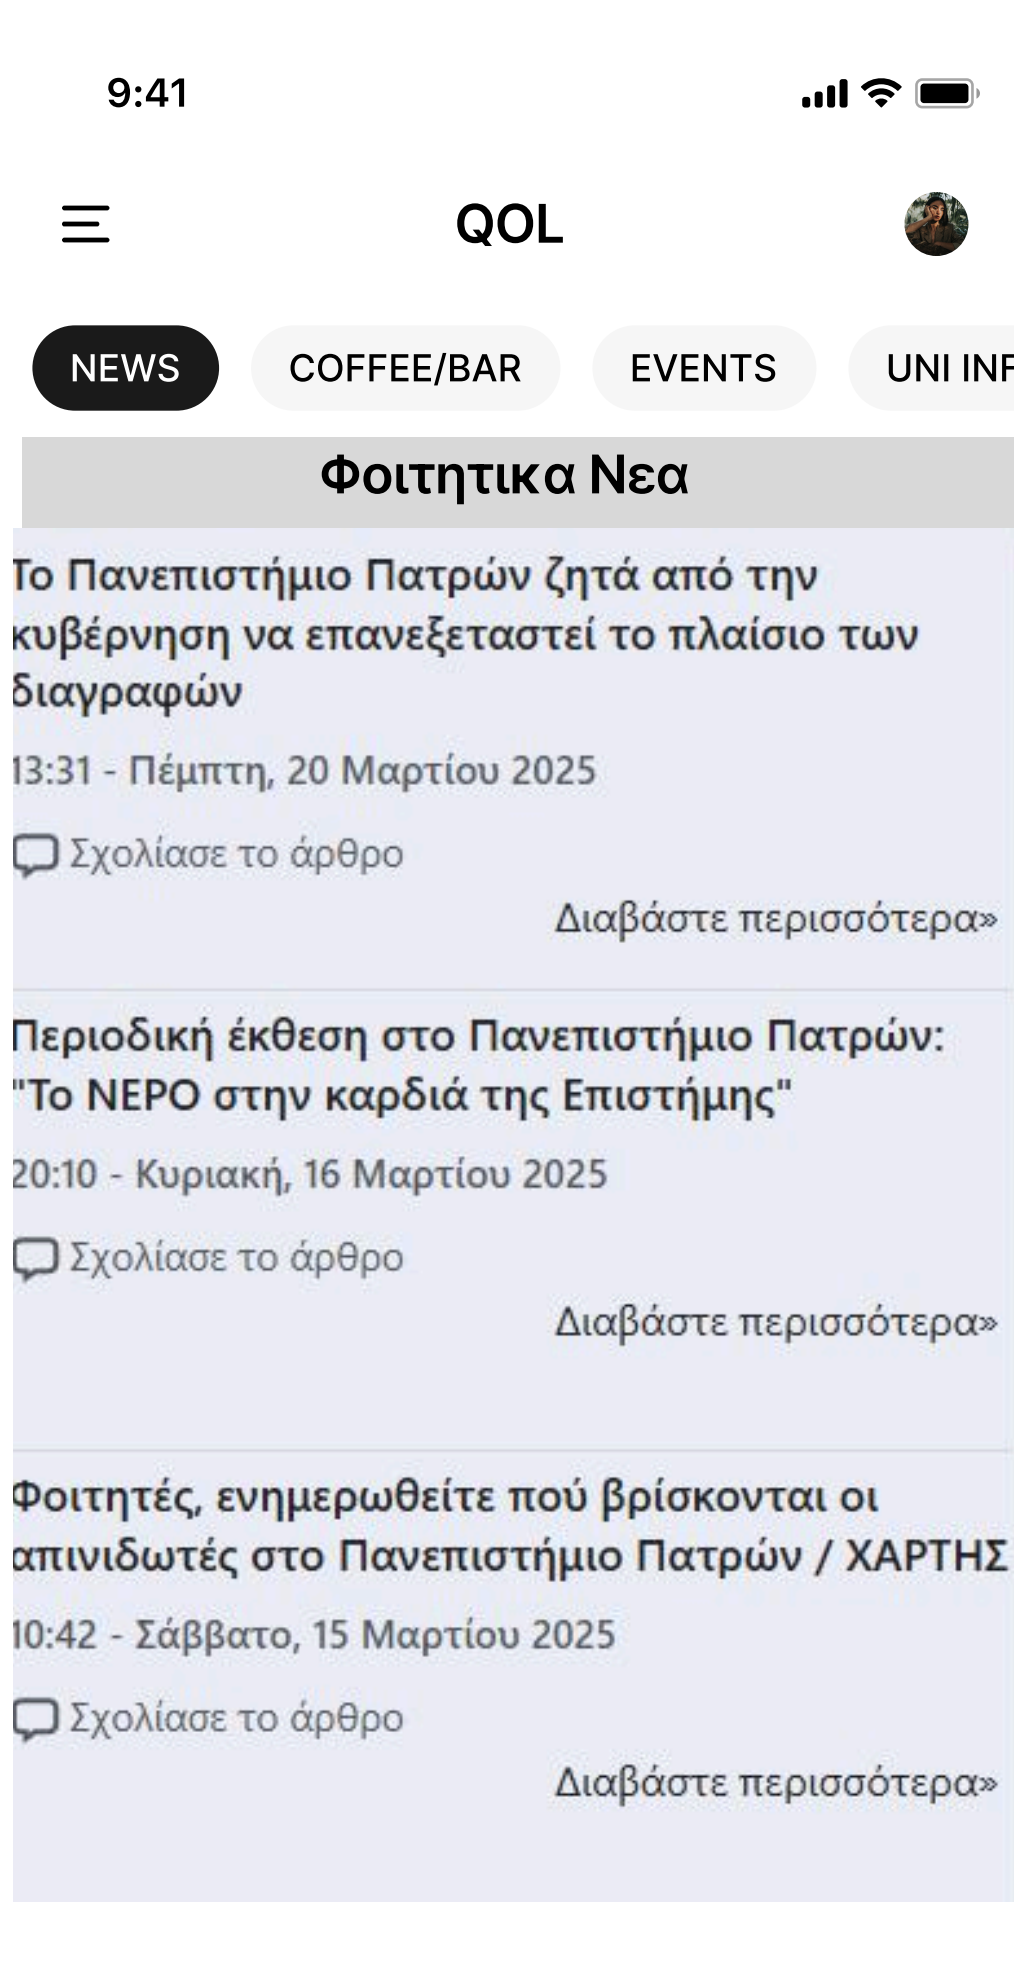 9:41
QOL
NEWS COFFEE/BAR EVENTS UNI INF
Φοιτητικα Νεα
Το Πανεπιστήμιο Πατρών ζητά από την
κυβέρνηση να επανεξεταστεί το πλαίσιο των
διαγραφών
13:31 - Πέμπτη, 20 Μαρτίου 2025
Σχολίασε το άρθρο
Διαβάστε περισσότερα»
Περιοδική έκθεση στο Πανεπιστήμιο Πατρών:
"Το ΝΕΡΟ στην καρδιά της Επιστήμης"
20:10 - Κυριακή, 16 Μαρτίου 2025
Σχολίασε το άρθρο
Διαβάστε περισσότερα»
Φοιτητές, ενημερωθείτε πού βρίσκονται οι
απινιδωτές στο Πανεπιστήμιο Πατρών / ΧΑΡΤΗΣ
10:42 - Σάββατο, 15 Μαρτίου 2025
Σχολίασε το άρθρο
Διαβάστε περισσότερα»